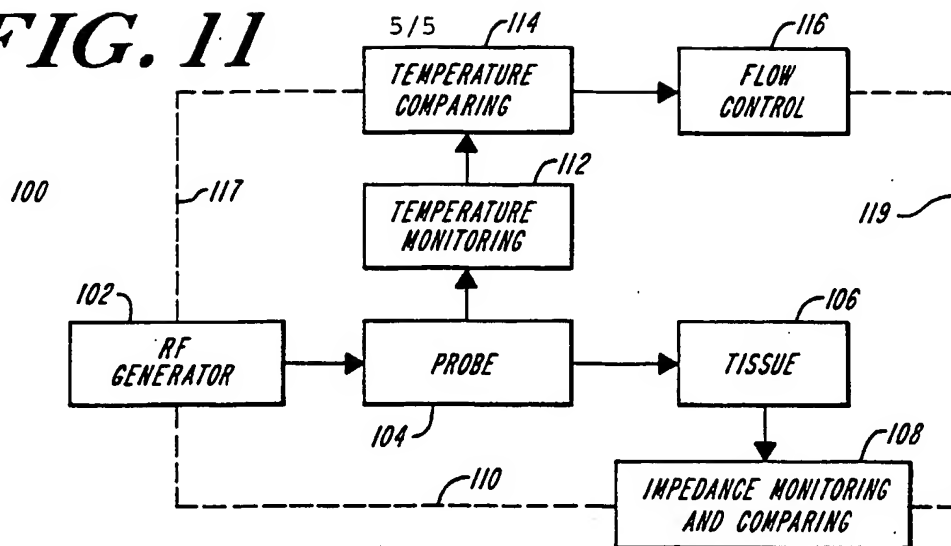 FIG. 11
5/5
114
116
TEMPERATURE
COMPARING
FLOW
CONTROL
100
117
112
119
TEMPERATURE
MONITORING
102
106
RF
GENERATOR
PROBE
TISSUE
104
108
110
IMPEDANCE MONITORING
AND COMPARING